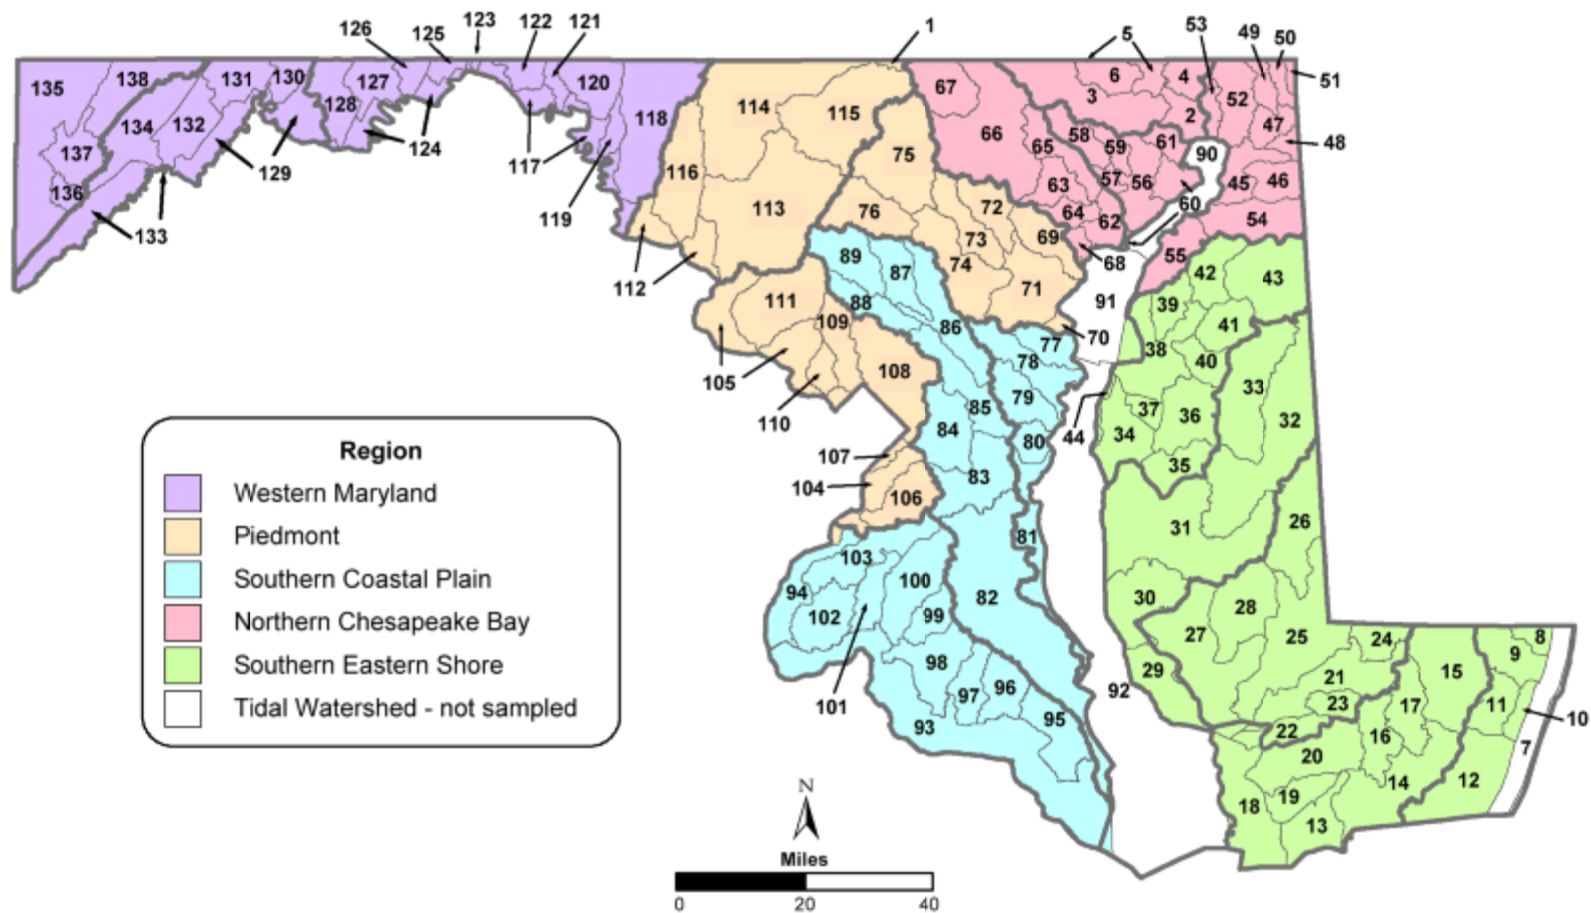 123 122 121 1 5 53 49 50
126 125
135 138 131 130 127 120 67 6 4 52 51
128 118 114 115 3 2 47
134 132 124 48
137 129 117 75 66 65 58 59 61 90
136 116 63 57 56 45 46
119 113 76 72 64 62 60 54
133 73 69 68 55
112 89 87 74 42 43
111 88 71 91 39
109 86 70 41
105 108 77 78 38 40
110 79 33
85 44 37 36 32
84 80 34
107 83 35
104 106 26
81 31
103 100
94 102 99 82 30 28
27 25 24 8
98 29 21 15 9
101 97 96 92 23 17 11 10
93 95 22 16 7
20 14 12
18 19
13
Region
Western Maryland
Piedmont
Southern Coastal Plain
Northern Chesapeake Bay
Southern Eastern Shore
Tidal Watershed - not sampled
N
Miles
0 20 40